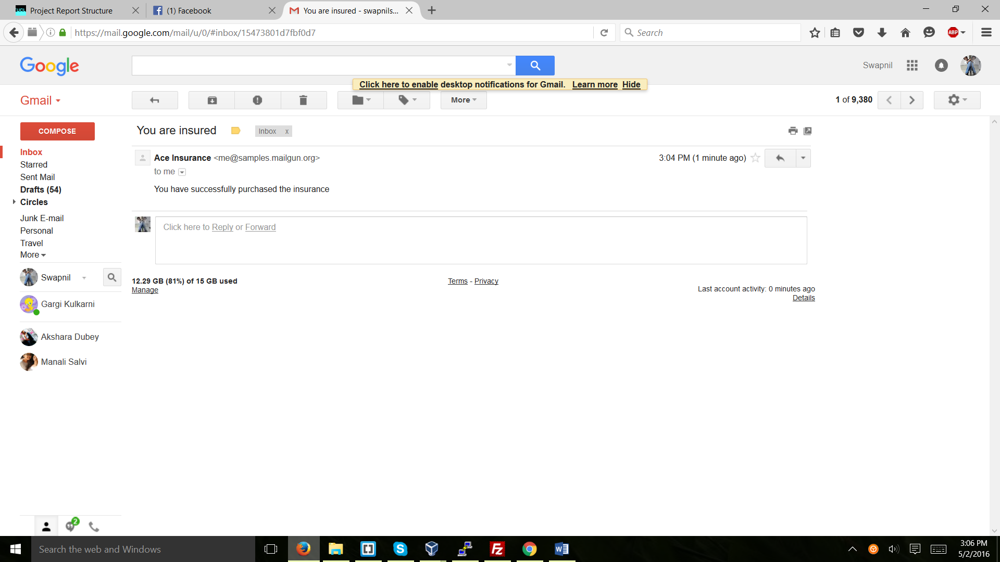 Project Report Structure
(1) Facebook
You are insured - swapnils...
https://mail.google.com/mail/u/0/#inbox/15473801d7fbf0d7
Search
ABP
Google
Swapnil
Click here to enable desktop notifications for Gmail. Learn more Hide
Gmail
More
1 of 9,380
COMPOSE
You are insured
Inbox x
Inbox
Starred
Sent Mail
Drafts (54)
Circles
Junk E-mail
Personal
Travel
More
Ace Insurance <me@samples.mailgun.org>
3:04 PM (1 minute ago)
to me
You have successfully purchased the insurance
Click here to Reply or Forward
Swapnil
Gargi Kulkarni
Akshara Dubey
Manali Salvi
12.29 GB (81%) of 15 GB used
Manage
Terms - Privacy
Last account activity: 0 minutes ago
Details
2
Search the web and Windows
3:06 PM
5/2/2016